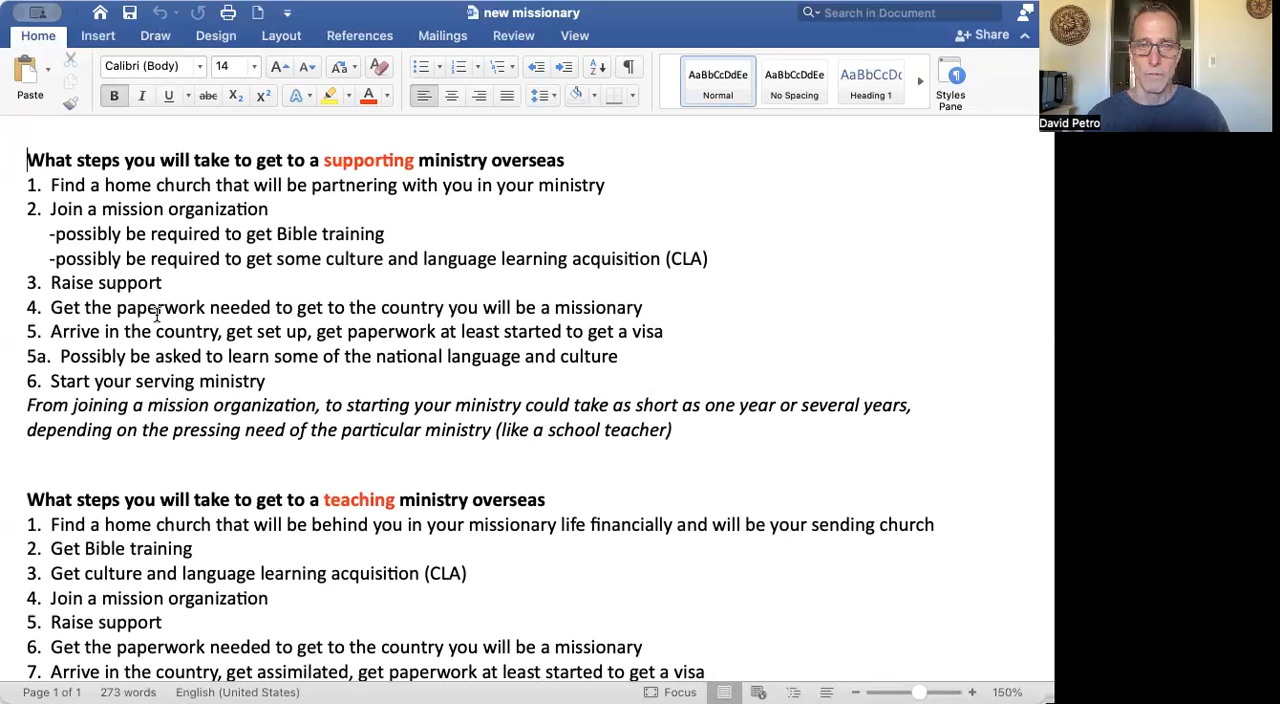 new missionary
Search in Document
Home Insert Draw Design Layout References Mailings Review View
Share
Paste
Calibri (Body) 14
AaBbCcDdEe AaBbCcDdEe AaBbCcDc
Normal No Spacing Heading 1
Styles Pane
David Petro
What steps you will take to get to a supporting ministry overseas
1. Find a home church that will be partnering with you in your ministry
2. Join a mission organization
-possibly be required to get Bible training
-possibly be required to get some culture and language learning acquisition (CLA)
3. Raise support
4. Get the paperwork needed to get to the country you will be a missionary
5. Arrive in the country, get set up, get paperwork at least started to get a visa
5a. Possibly be asked to learn some of the national language and culture
6. Start your serving ministry
From joining a mission organization, to starting your ministry could take as short as one year or several years,
depending on the pressing need of the particular ministry (like a school teacher)
What steps you will take to get to a teaching ministry overseas
1. Find a home church that will be behind you in your missionary life financially and will be your sending church
2. Get Bible training
3. Get culture and language learning acquisition (CLA)
4. Join a mission organization
5. Raise support
6. Get the paperwork needed to get to the country you will be a missionary
7. Arrive in the country, get assimilated, get paperwork at least started to get a visa
Page 1 of 1 273 words English (United States) Focus 150%